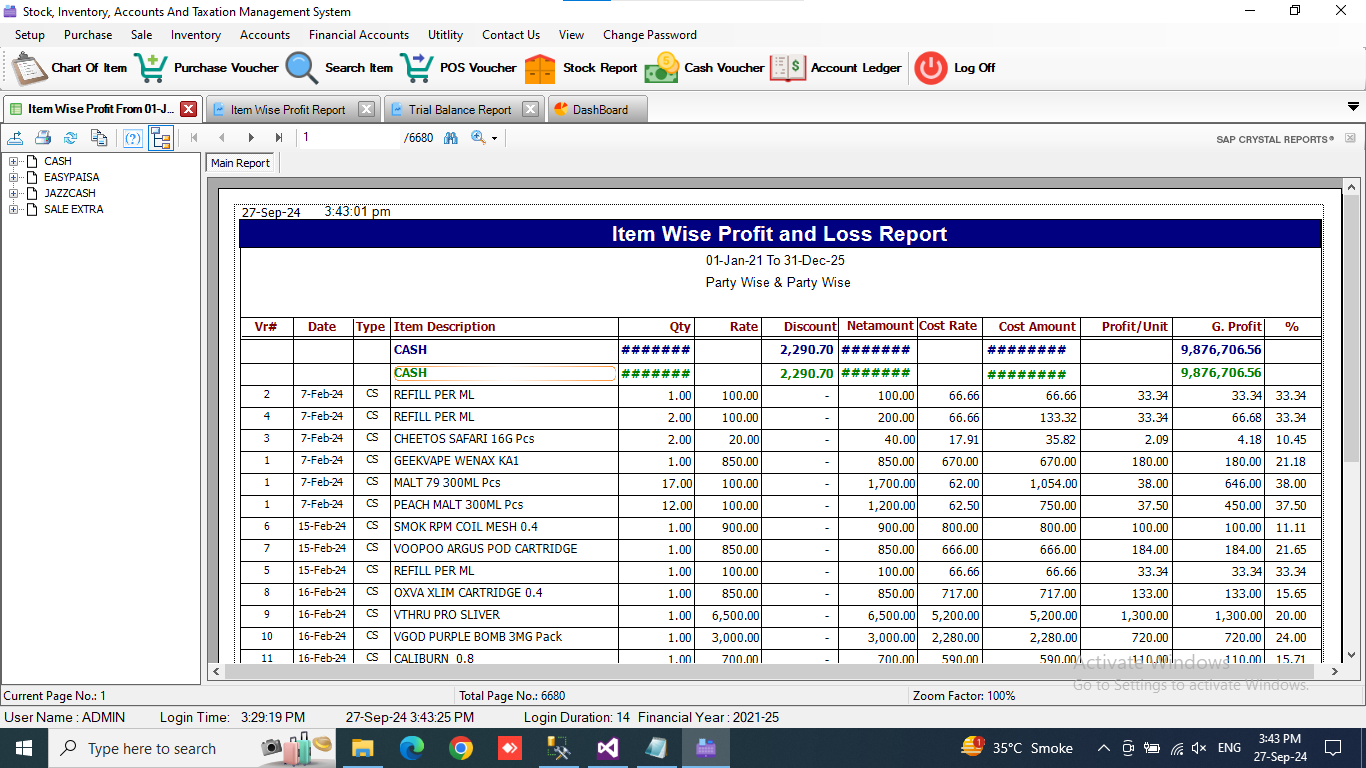 Stock, Inventory, Accounts And Taxation Management System
Setup Purchase Sale Inventory Accounts Financial Accounts Uttility Contact Us View Change Password
Chart Of Item Purchase Voucher Search Item POS Voucher Stock Report Cash Voucher Account Ledger Log Off
Item Wise Profit From 01-J... Item Wise Profit Report Trial Balance Report DashBoard
1 /6680 SAP CRYSTAL REPORTS®
CASH
EASYPAISA
JAZZCASH
SALE EXTRA
Main Report
27-Sep-24 3:43:01 pm
Item Wise Profit and Loss Report
01-Jan-21 To 31-Dec-25
Party Wise & Party Wise
Vr# Date Type Item Description Qty Rate Discount Netamount Cost Rate Cost Amount Profit/Unit G. Profit %
CASH ####### 2,290.70 ####### ######## 9,876,706.56
CASH ####### 2,290.70 ####### ######## 9,876,706.56
2 7-Feb-24 CS REFILL PER ML 1.00 100.00 - 100.00 66.66 66.66 33.34 33.34 33.34
4 7-Feb-24 CS REFILL PER ML 2.00 100.00 - 200.00 66.66 133.32 33.34 66.68 33.34
3 7-Feb-24 CS CHEETOS SAFARI 16G Pcs 2.00 20.00 - 40.00 17.91 35.82 2.09 4.18 10.45
1 7-Feb-24 CS GEEKVAPE WENAX KA1 1.00 850.00 - 850.00 670.00 670.00 180.00 180.00 21.18
1 7-Feb-24 CS MALT 79 300ML Pcs 17.00 100.00 - 1,700.00 62.00 1,054.00 38.00 646.00 38.00
1 7-Feb-24 CS PEACH MALT 300ML Pcs 12.00 100.00 - 1,200.00 62.50 750.00 37.50 450.00 37.50
6 15-Feb-24 CS SMOK RPM COIL MESH 0.4 1.00 900.00 - 900.00 800.00 800.00 100.00 100.00 11.11
7 15-Feb-24 CS VOOPOO ARGUS POD CARTRIDGE 1.00 850.00 - 850.00 666.00 666.00 184.00 184.00 21.65
5 15-Feb-24 CS REFILL PER ML 1.00 100.00 - 100.00 66.66 66.66 33.34 33.34 33.34
8 16-Feb-24 CS OXVA XLIM CARTRIDGE 0.4 1.00 850.00 - 850.00 717.00 717.00 133.00 133.00 15.65
9 16-Feb-24 CS VTHRU PRO SLIVER 1.00 6,500.00 - 6,500.00 5,200.00 5,200.00 1,300.00 1,300.00 20.00
10 16-Feb-24 CS VGOD PURPLE BOMB 3MG Pack 1.00 3,000.00 - 3,000.00 2,280.00 2,280.00 720.00 720.00 24.00
11 16-Feb-24 CS CALIBURN 0.8 1.00 700.00 - 700.00 590.00 590.00 110.00 110.00 15.71
Activate Windows
Go to Settings to activate Windows.
Current Page No.: 1 Total Page No.: 6680 Zoom Factor: 100%
User Name : ADMIN Login Time: 3:29:19 PM 27-Sep-24 3:43:25 PM Login Duration: 14 Financial Year : 2021-25
Type here to search 1 35°C Smoke ENG 3:43 PM
27-Sep-24